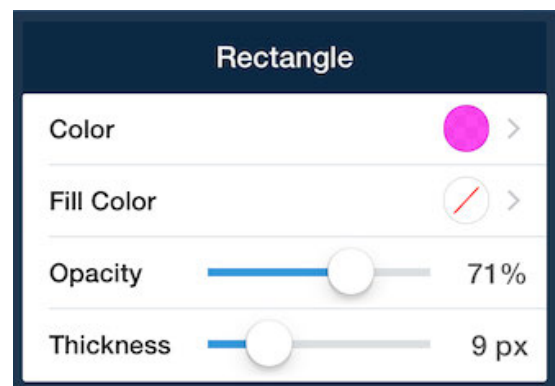 Rectangle
Color
Fill Color
Opacity 71%
Thickness 9 px